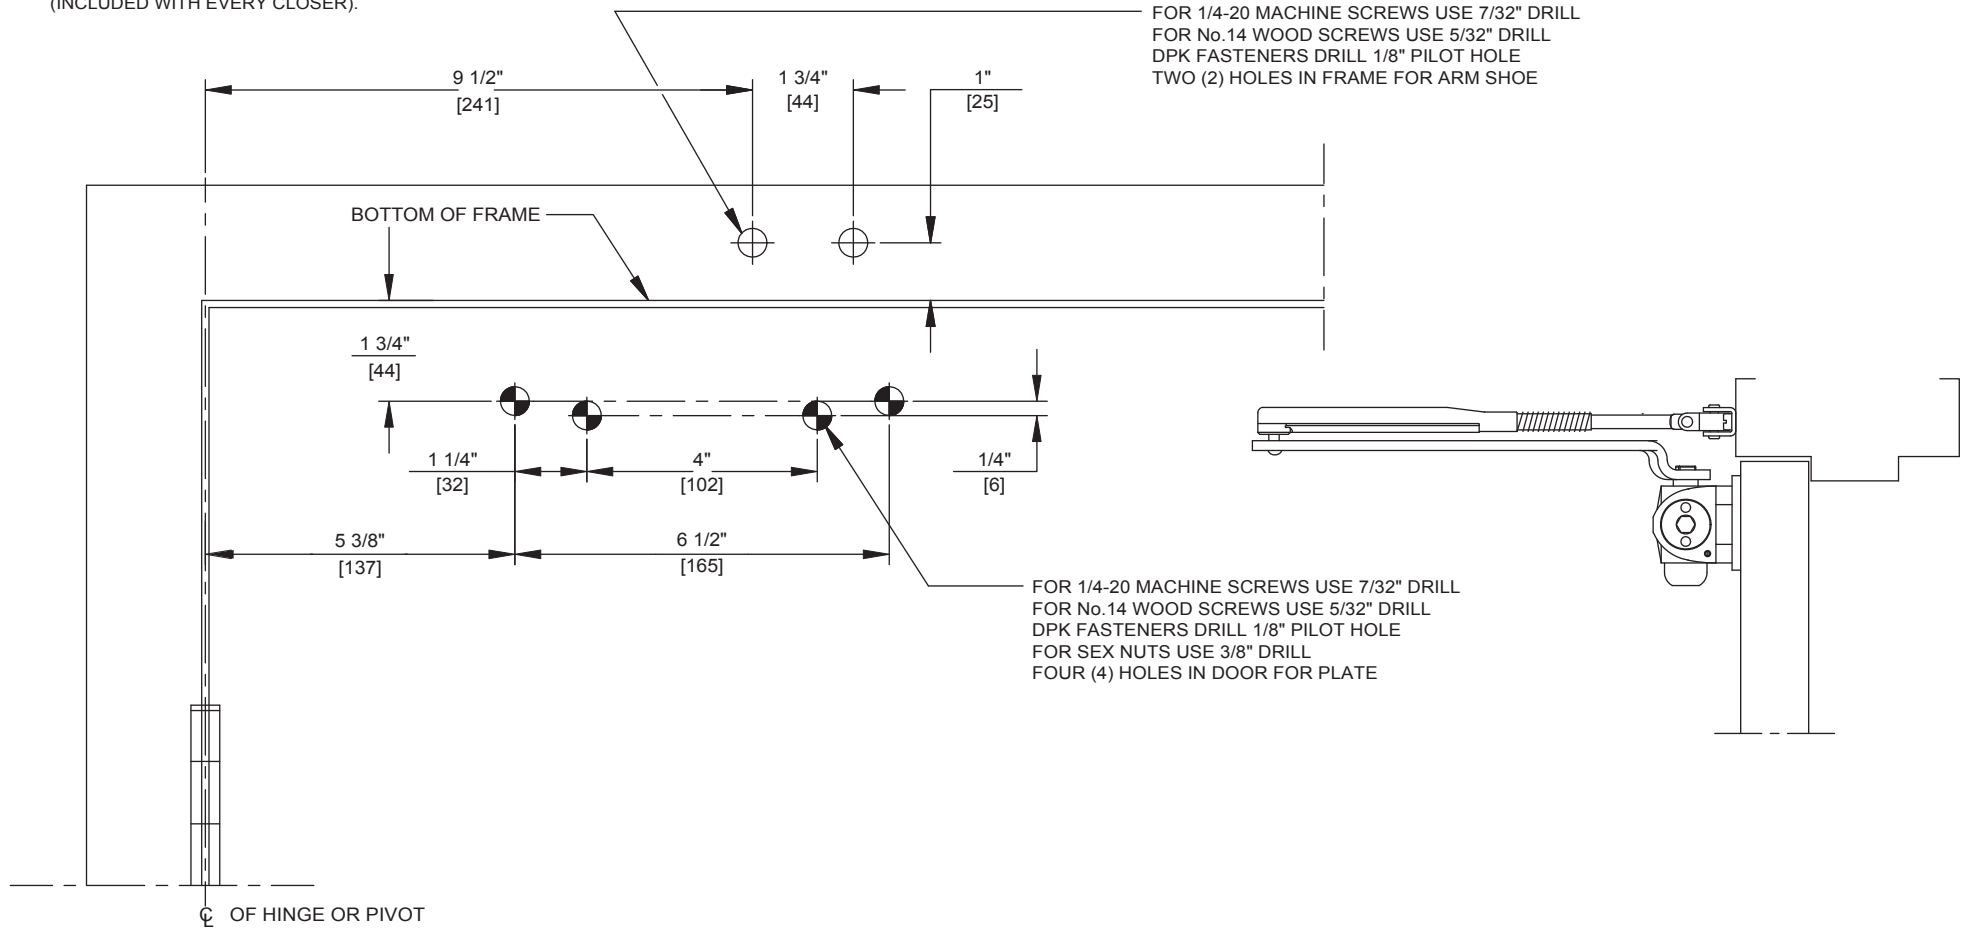 (INCLUDED WITH EVERY CLOSER).
FOR 1/4-20 MACHINE SCREWS USE 7/32" DRILL
FOR No.14 WOOD SCREWS USE 5/32" DRILL
DPK FASTENERS DRILL 1/8" PILOT HOLE
TWO (2) HOLES IN FRAME FOR ARM SHOE
9 1/2"
[241]
1 3/4"
[44]
1"
[25]
BOTTOM OF FRAME
1 3/4"
[44]
1 1/4"
[32]
4"
[102]
1/4"
[6]
5 3/8"
[137]
6 1/2"
[165]
FOR 1/4-20 MACHINE SCREWS USE 7/32" DRILL
FOR No.14 WOOD SCREWS USE 5/32" DRILL
DPK FASTENERS DRILL 1/8" PILOT HOLE
FOR SEX NUTS USE 3/8" DRILL
FOUR (4) HOLES IN DOOR FOR PLATE
℄ OF HINGE OR PIVOT